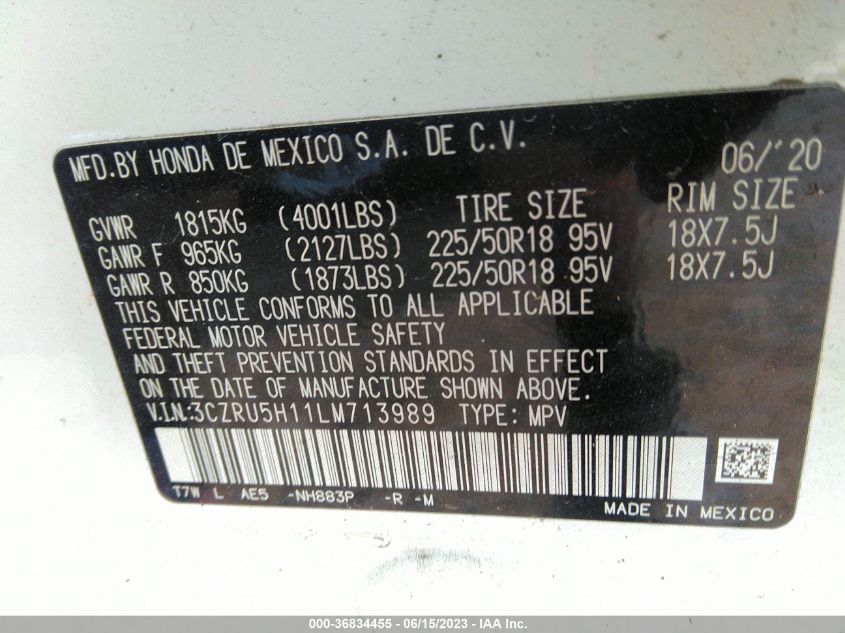 MFD.BY HONDA DE MEXICO S.A. DE C.V. 06/'20
GVWR 1815KG (4001LBS) TIRE SIZE RIM SIZE
GAWR F 965KG (2127LBS) 225/50R18 95V 18X7.5J
GAWR R 850KG (1873LBS) 225/50R18 95V 18X7.5J
THIS VEHICLE CONFORMS TO ALL APPLICABLE
FEDERAL MOTOR VEHICLE SAFETY
AND THEFT PREVENTION STANDARDS IN EFFECT
ON THE DATE OF MANUFACTURE SHOWN ABOVE.
V.I.N.:3CZRU5H11LM713989 TYPE: MPV
T7W L AE5 -NH883P -R -M
MADE IN MEXICO
000-36834455 - 06/15/2023 - IAA Inc.